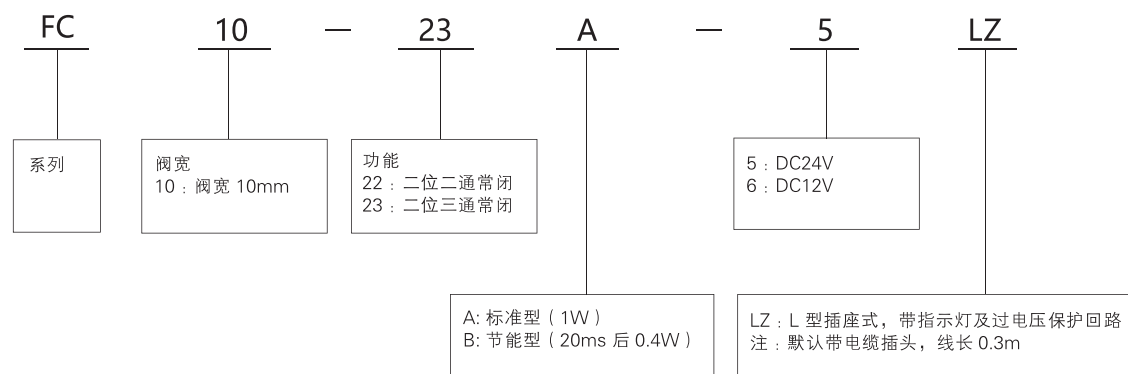 FC 10 — 23 A — 5 LZ
系列
阀宽
10：阀宽 10mm
功能
22：二位二通常闭
23：二位三通常闭
5：DC24V
6：DC12V
A: 标准型（1W）
B: 节能型（20ms 后 0.4W）
LZ：L 型插座式，带指示灯及过电压保护回路
注：默认带电缆插头，线长 0.3m